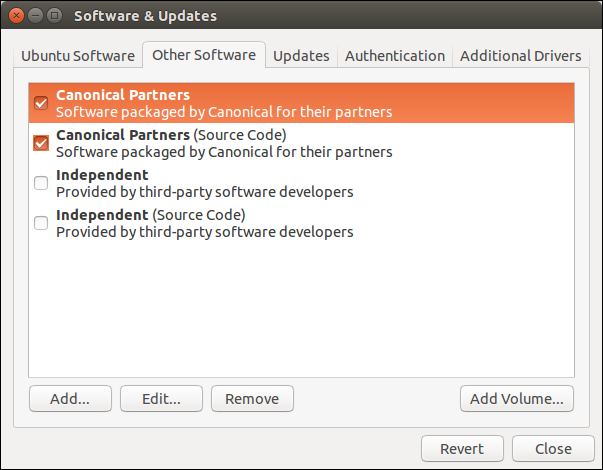 Software & Updates
Ubuntu Software Other Software Updates Authentication Additional Drivers
Canonical Partners
Software packaged by Canonical for their partners
Canonical Partners (Source Code)
Software packaged by Canonical for their partners
Independent
Provided by third-party software developers
Independent (Source Code)
Provided by third-party software developers
Add... Edit... Remove Add Volume...
Revert Close